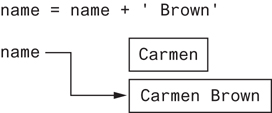 name = name + ' Brown'
name
Carmen
Carmen Brown